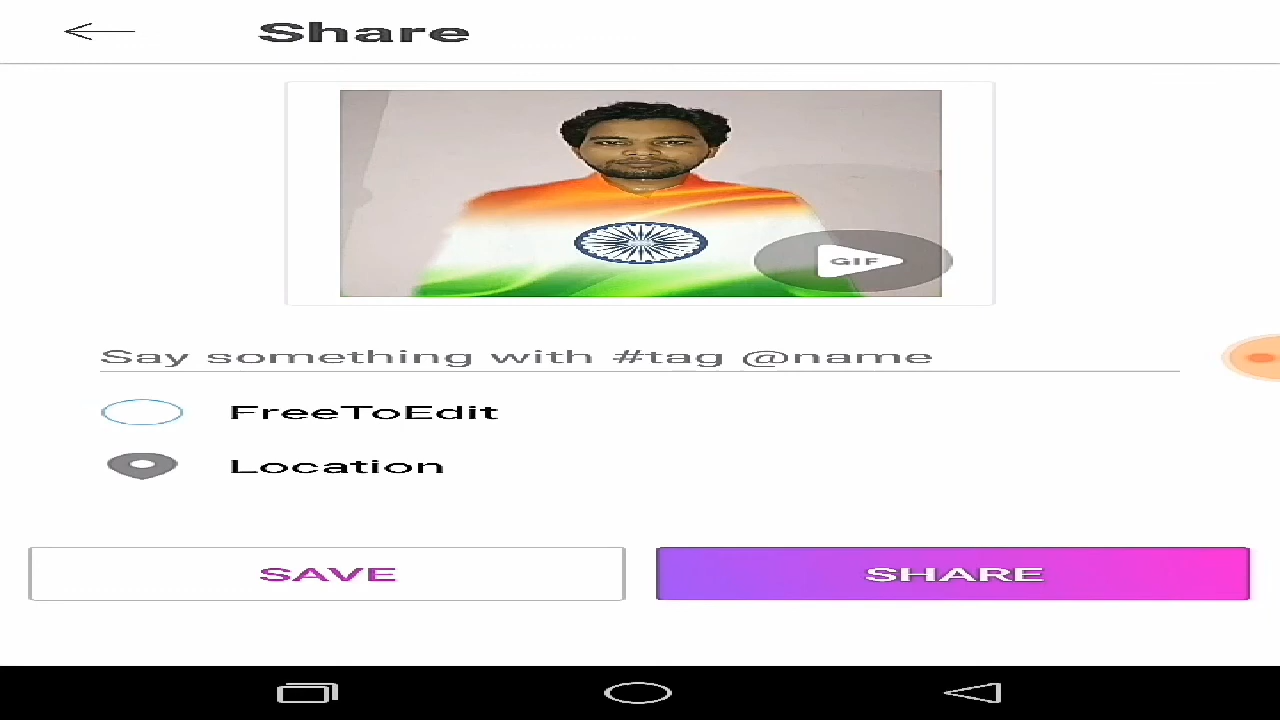 Share
GIF
Say something with #tag @name
FreeToEdit
Location
SAVE
SHARE